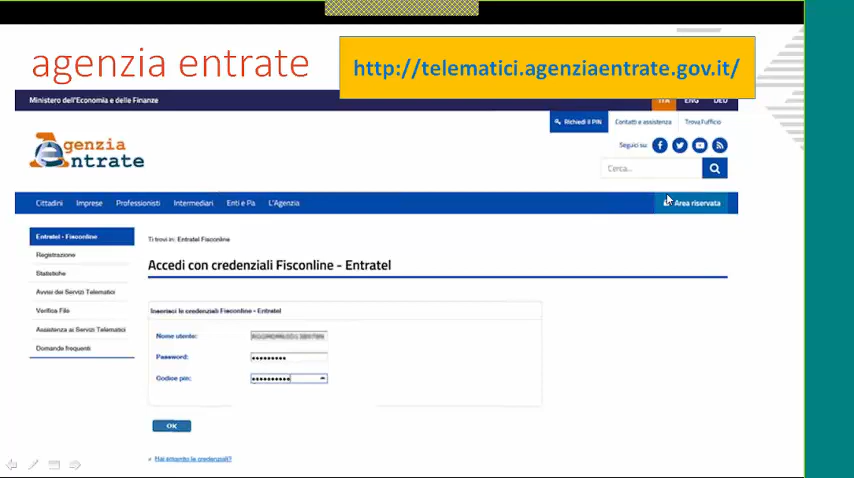 agenzia entrate
http://telematici.agenziaentrate.gov.it/
Ministero dell'Economia e delle Finanze
ITA ENG DEU
Richiedi il PIN Contatti e assistenza Trova l'ufficio
Agenzia
Entrate
Seguici su:
Cerca...
Cittadini Imprese Professionisti Intermediari Enti e Pa L'Agenzia Area riservata
Entratel - Fisconline
Registrazione
Statistiche
Avvisi dei Servizi Telematici
Verifica File
Assistenza ai Servizi Telematici
Domande frequenti
Ti trovi in: Entratel Fisconline
Accedi con credenziali Fisconline - Entratel
Inserisci le credenziali Fisconline - Entratel
Nome utente:
Password:
Codice pin:
OK
Hai smarrito le credenziali?